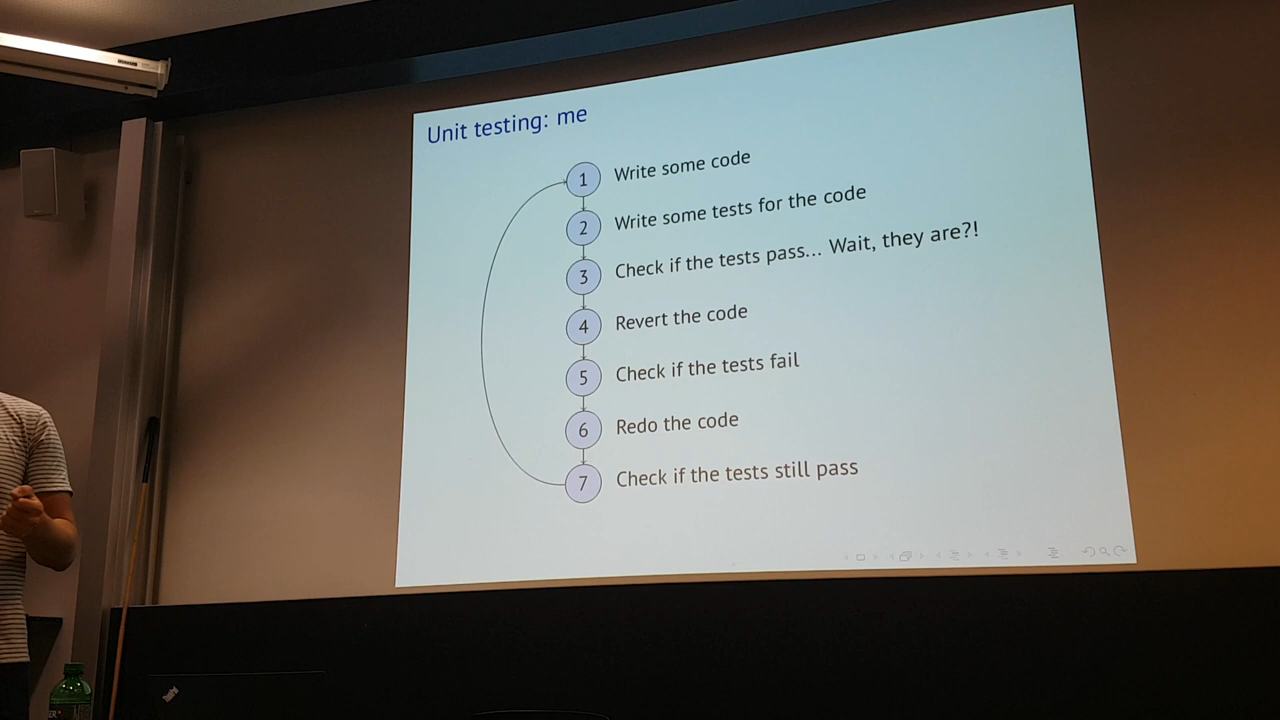 Unit testing: me
1 Write some code
2 Write some tests for the code
3 Check if the tests pass... Wait, they are?!
4 Revert the code
5 Check if the tests fail
6 Redo the code
7 Check if the tests still pass